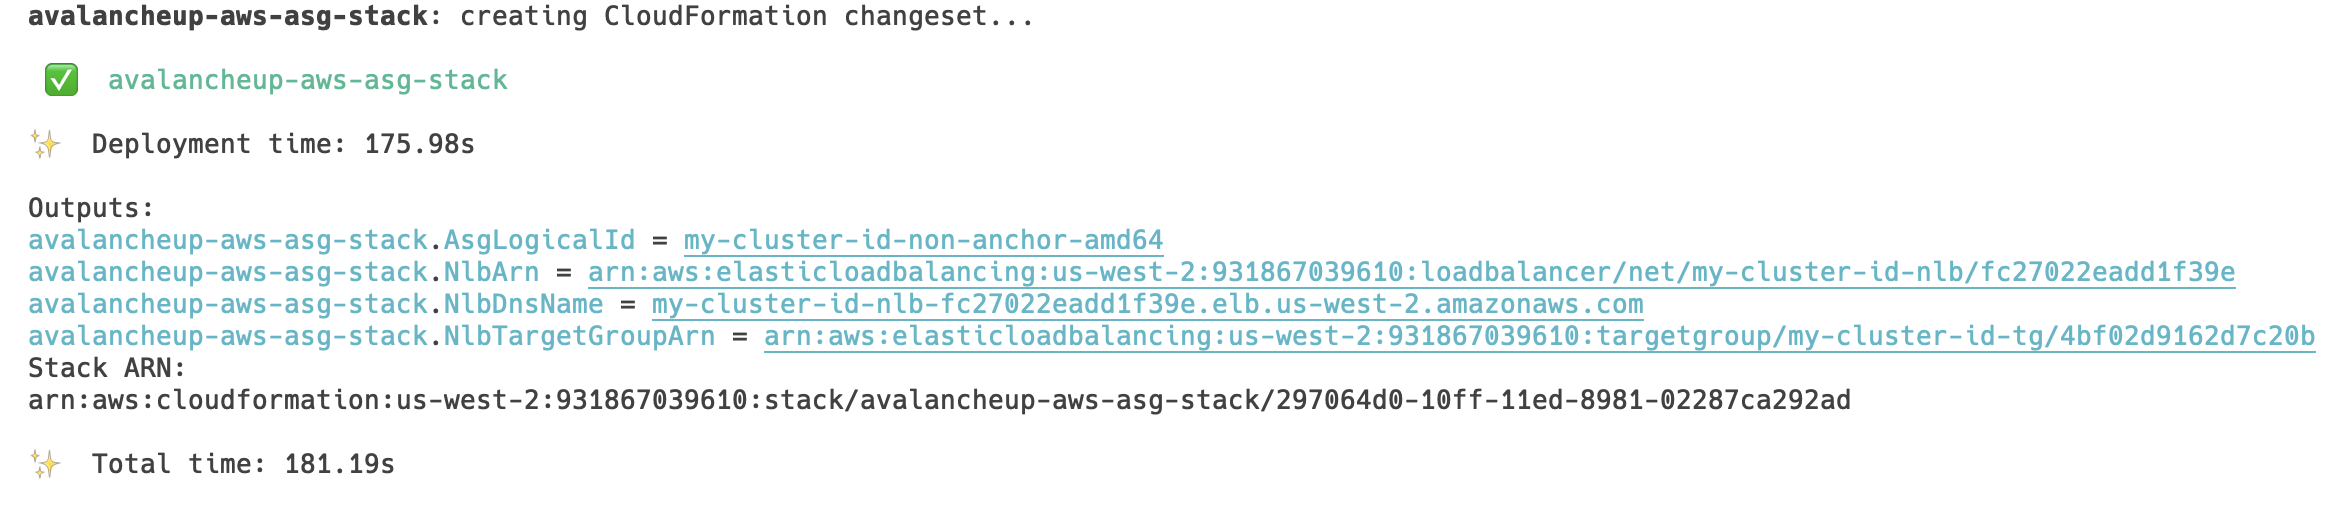 avalancheup-aws-asg-stack: creating CloudFormation changeset...
✅ avalancheup-aws-asg-stack
✨ Deployment time: 175.98s
Outputs:
avalancheup-aws-asg-stack.AsgLogicalId = my-cluster-id-non-anchor-amd64
avalancheup-aws-asg-stack.NlbArn = arn:aws:elasticloadbalancing:us-west-2:931867039610:loadbalancer/net/my-cluster-id-nlb/fc27022eadd1f39e
avalancheup-aws-asg-stack.NlbDnsName = my-cluster-id-nlb-fc27022eadd1f39e.elb.us-west-2.amazonaws.com
avalancheup-aws-asg-stack.NlbTargetGroupArn = arn:aws:elasticloadbalancing:us-west-2:931867039610:targetgroup/my-cluster-id-tg/4bf02d9162d7c20b
Stack ARN:
arn:aws:cloudformation:us-west-2:931867039610:stack/avalancheup-aws-asg-stack/297064d0-10ff-11ed-8981-02287ca292ad
✨ Total time: 181.19s